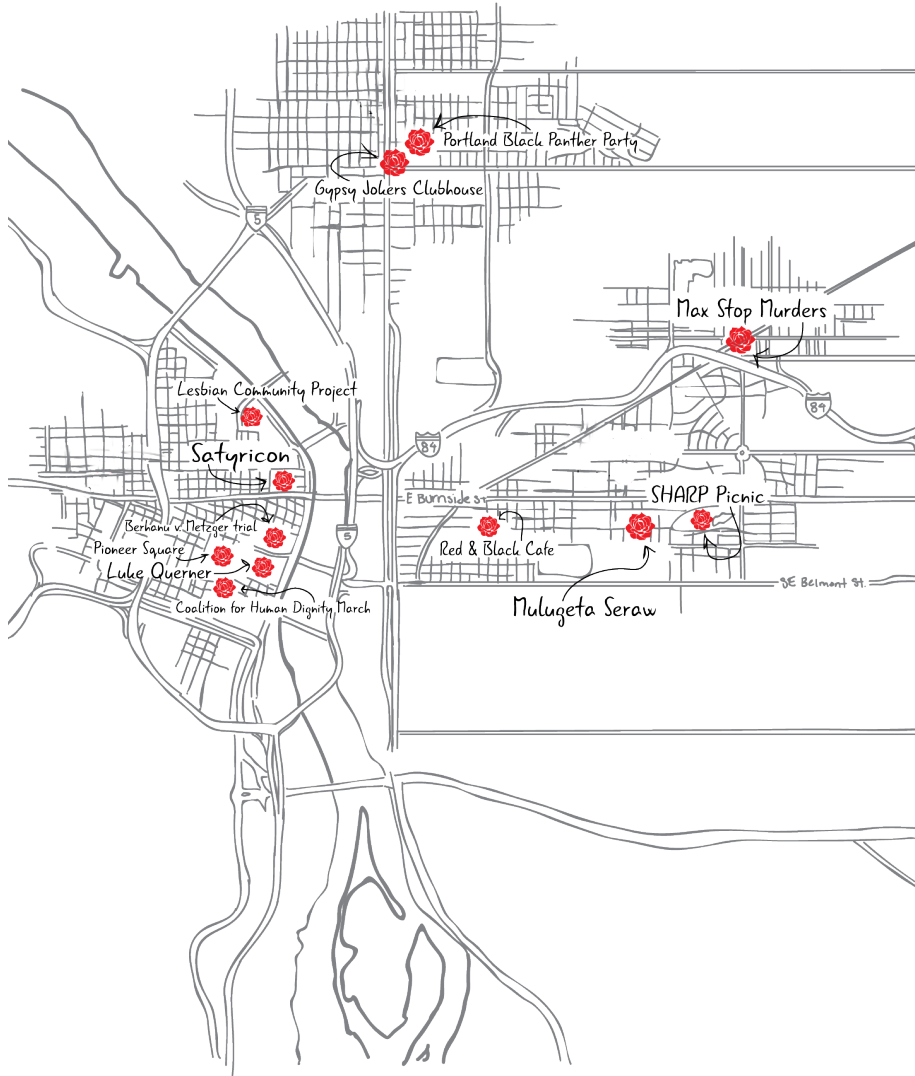 Portland Black Panther Party
Gypsy Jokers Clubhouse
5
Max Stop Murders
Lesbian Community Project
84
84
Satyricon
E Burnside St
SHARP Picnic
Berhanu v. Metzger trial
5
Pioneer Square
Red & Black Cafe
Luke Querner
SE Belmont St.
Coalition for Human Dignity March
Mulugeta Seraw